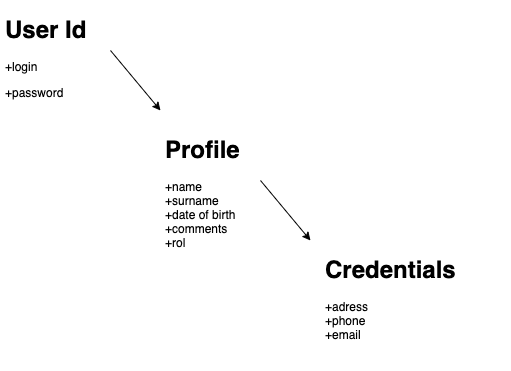 User Id
+login
+password
Profile
+name
+surname
+date of birth
+comments
+rol
Credentials
+adress
+phone
+email